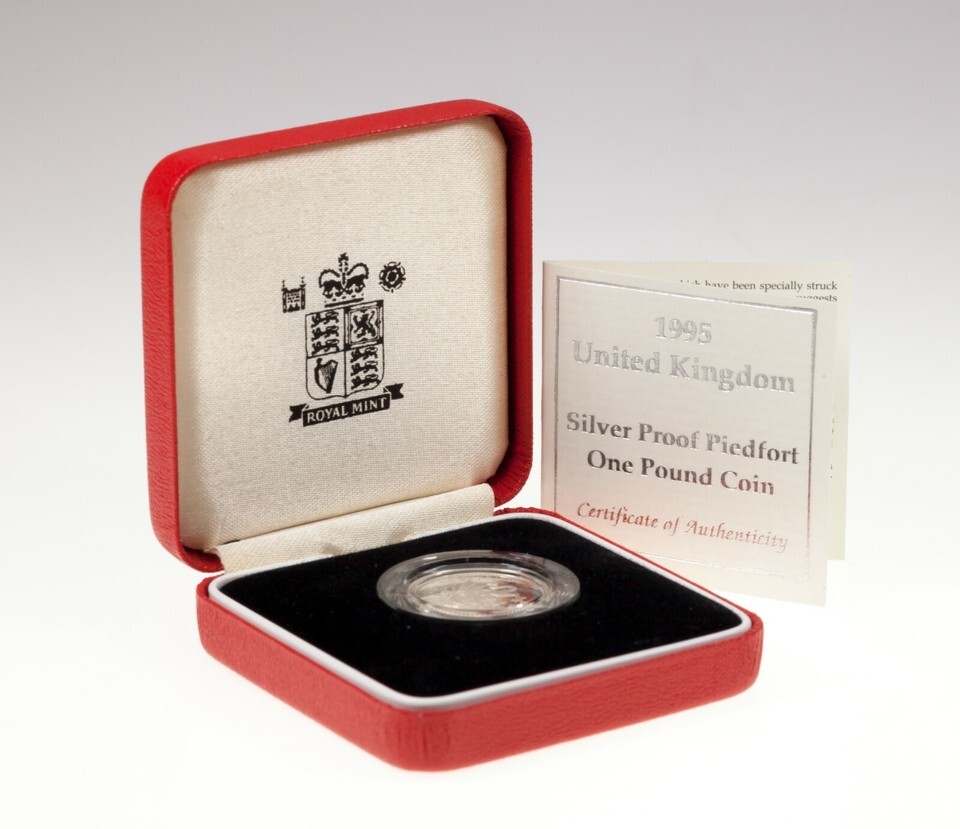 ROYAL MINT
have been specially struck
1995
United Kingdom
Silver Proof Piedfort
One Pound Coin
Certificate of Authenticity